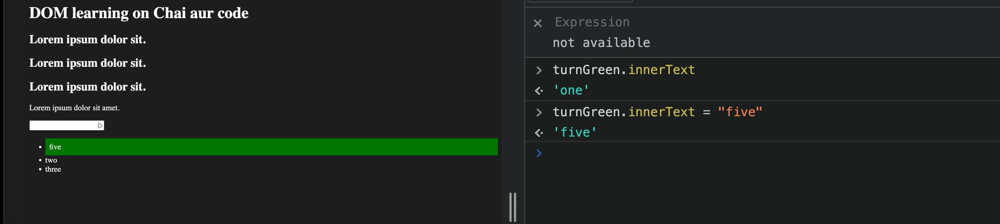 DOM learning on Chai aur code
Lorem ipsum dolor sit.
Lorem ipsum dolor sit.
Lorem ipsum dolor sit.
Lorem ipsum dolor sit amet.
• five
• two
• three
Expression
not available
> turnGreen.innerText
'one'
> turnGreen.innerText = "five"
'five'
>